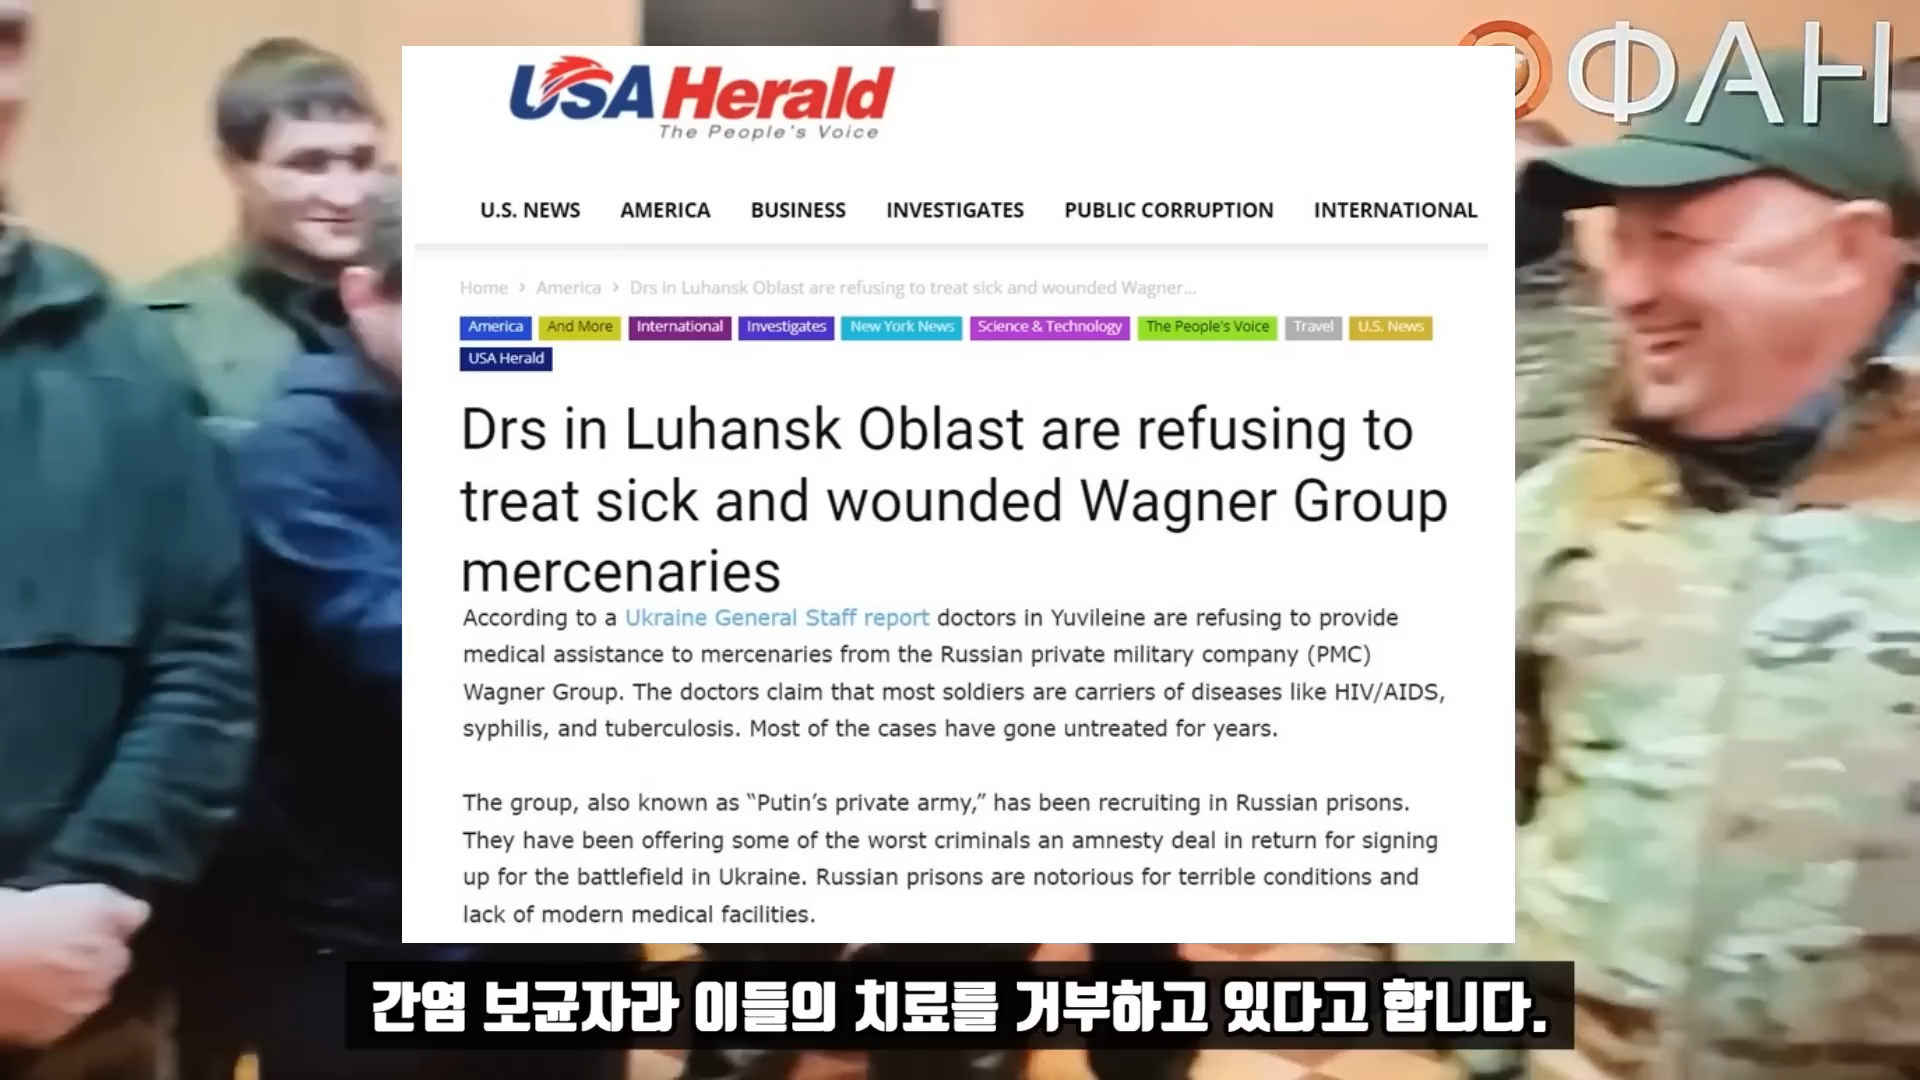 ФАН
USA Herald
The People's Voice
U.S. NEWS AMERICA BUSINESS INVESTIGATES PUBLIC CORRUPTION INTERNATIONAL
Home > America > Drs in Luhansk Oblast are refusing to treat sick and wounded Wagner...
America And More International Investigates New York News Science & Technology The People's Voice Travel U.S. News
USA Herald
Drs in Luhansk Oblast are refusing to
treat sick and wounded Wagner Group
mercenaries
According to a Ukraine General Staff report doctors in Yuvileine are refusing to provide
medical assistance to mercenaries from the Russian private military company (PMC)
Wagner Group. The doctors claim that most soldiers are carriers of diseases like HIV/AIDS,
syphilis, and tuberculosis. Most of the cases have gone untreated for years.
The group, also known as “Putin’s private army,” has been recruiting in Russian prisons.
They have been offering some of the worst criminals an amnesty deal in return for signing
up for the battlefield in Ukraine. Russian prisons are notorious for terrible conditions and
lack of modern medical facilities.
간염 보균자라 이들의 치료를 거부하고 있다고 합니다.